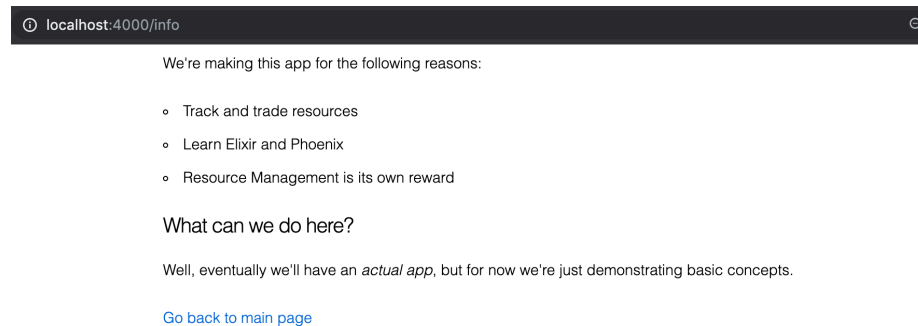 localhost:4000/info
We're making this app for the following reasons:
Track and trade resources
Learn Elixir and Phoenix
Resource Management is its own reward
What can we do here?
Well, eventually we'll have an actual app, but for now we're just demonstrating basic concepts.
Go back to main page